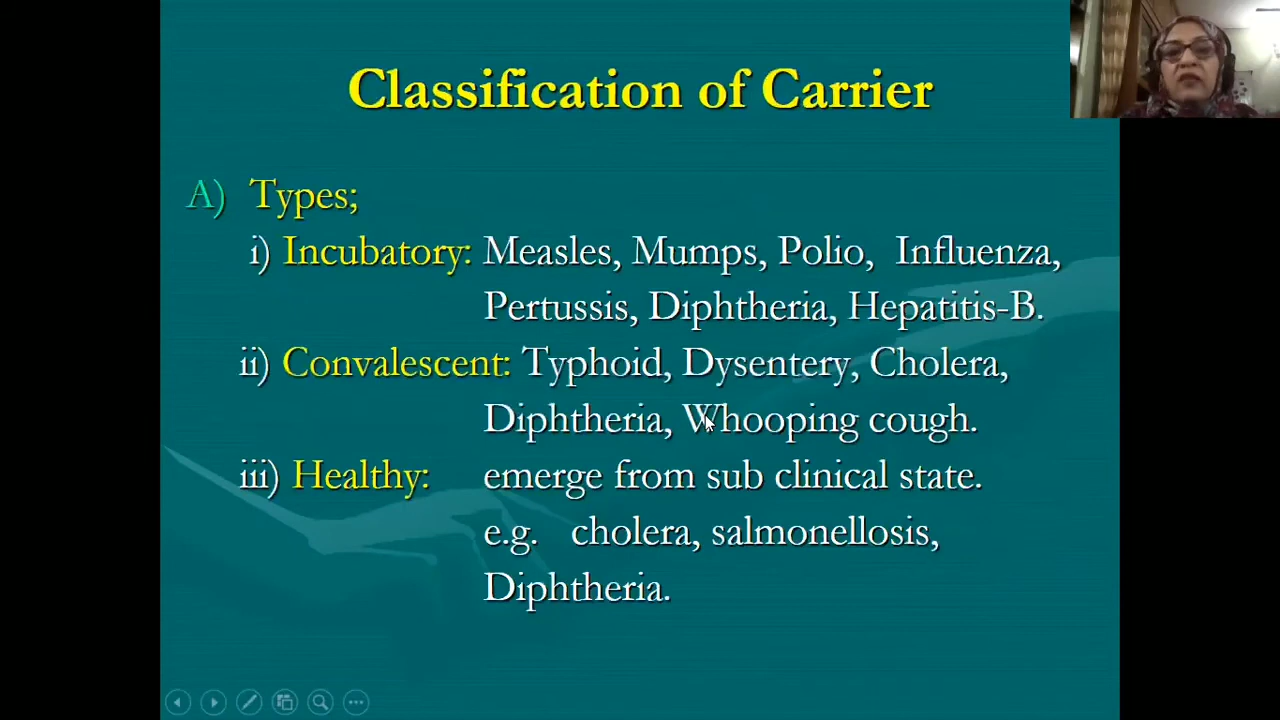 Classification of Carrier
A) Types;
i) Incubatory: Measles, Mumps, Polio, Influenza,
Pertussis, Diphtheria, Hepatitis-B.
ii) Convalescent: Typhoid, Dysentery, Cholera,
Diphtheria, Whooping cough.
iii) Healthy: emerge from sub clinical state.
e.g. cholera, salmonellosis,
Diphtheria.